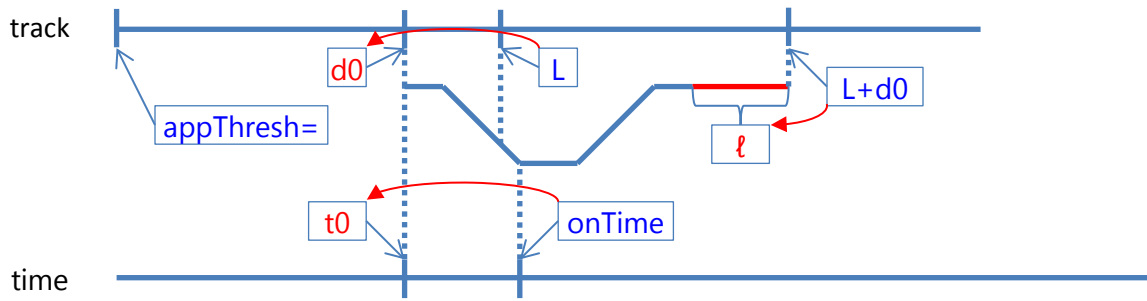 track
d0
L
L+d0
appThresh=
ℓ
t0
onTime
time